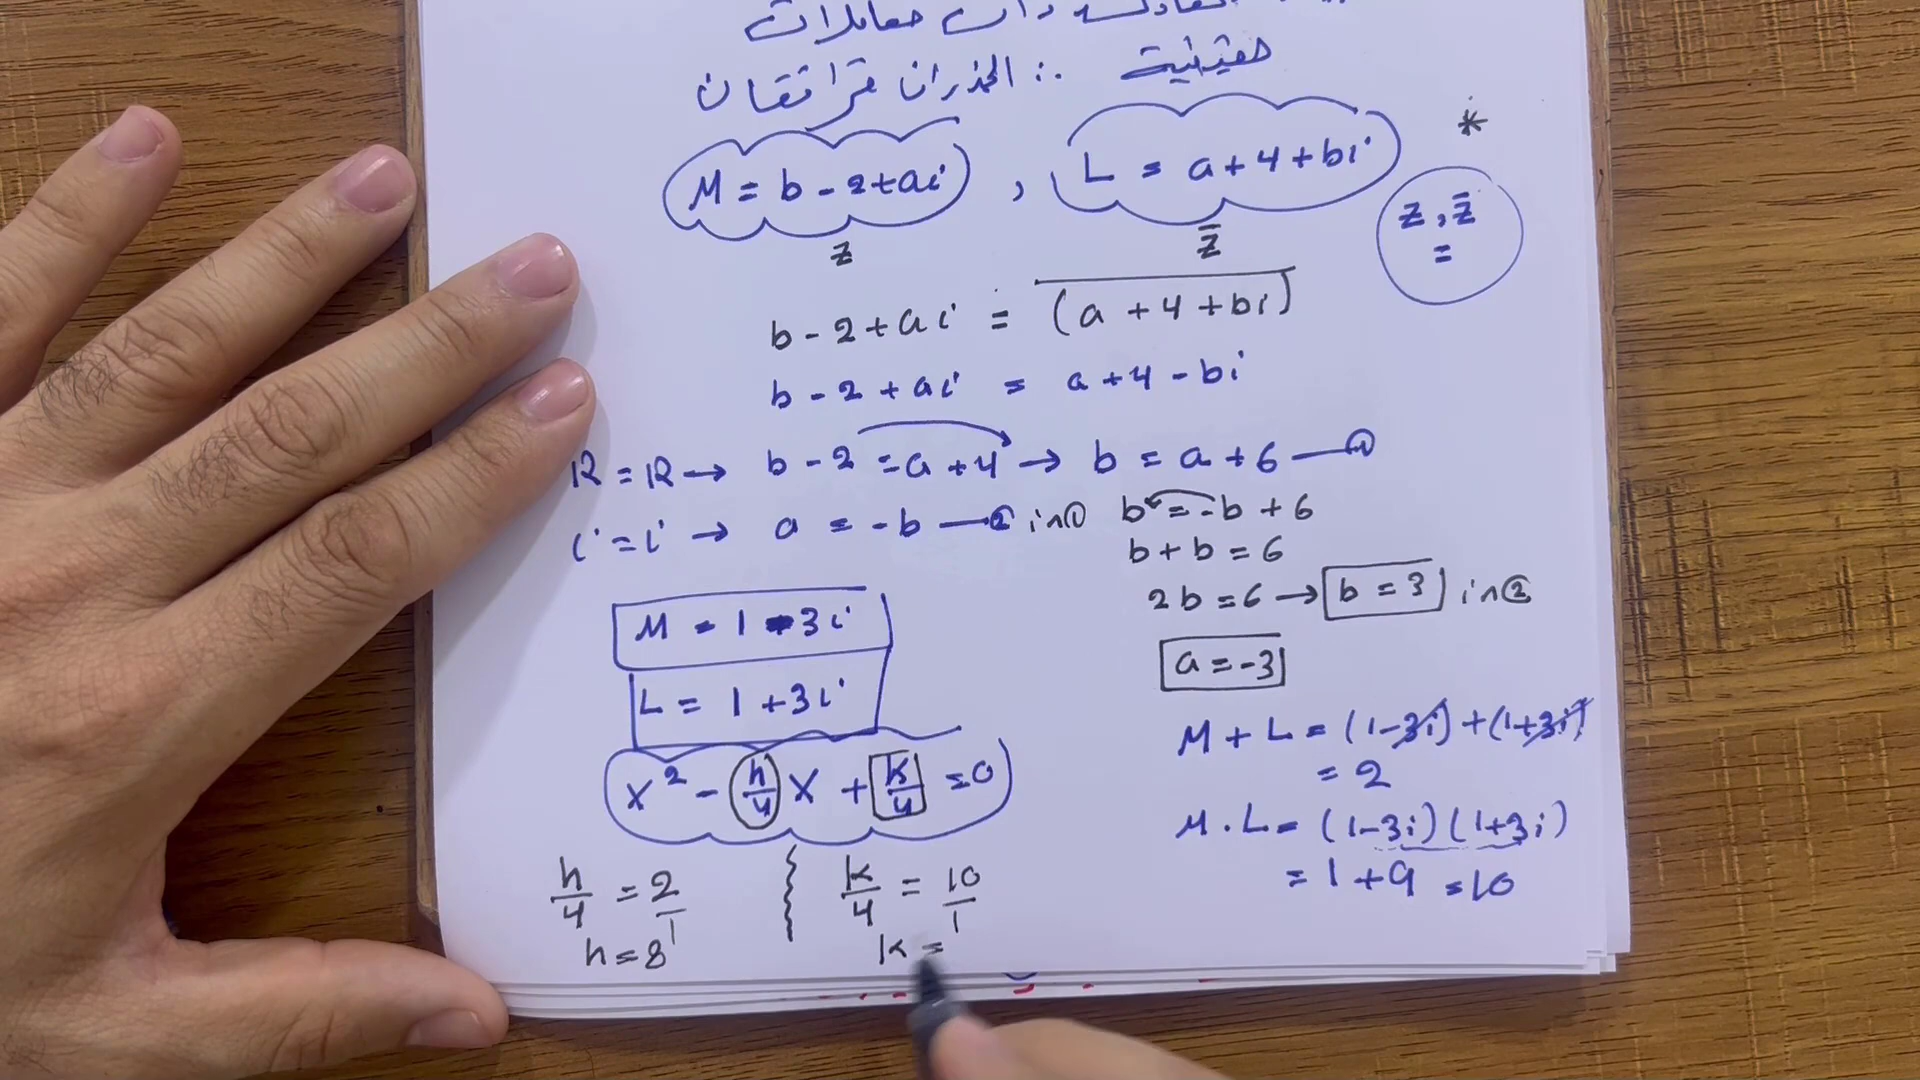 معاملات
حقيقية ∴ الجذران مترافقان
M = b - 2 + ai , L = a + 4 + bi *
z z̄ z , z̄ =
b - 2 + ai = \overline{(a + 4 + bi)}
b - 2 + ai = a + 4 - bi
R = R → b - 2 = a + 4 → b = a + 6 — ①
i = i → a = -b — ② in ① b = -b + 6
b + b = 6
2b = 6 → b = 3 in ②
a = -3
M = 1 - 3i
L = 1 + 3i
M + L = (1-3i) + (1+3i)
= 2
x² - h/4 x + k/4 = 0
M . L = (1-3i)(1+3i)
= 1 + 9 = 10
h/4 = 2/1 k/4 = 10/1
h = 8 k =